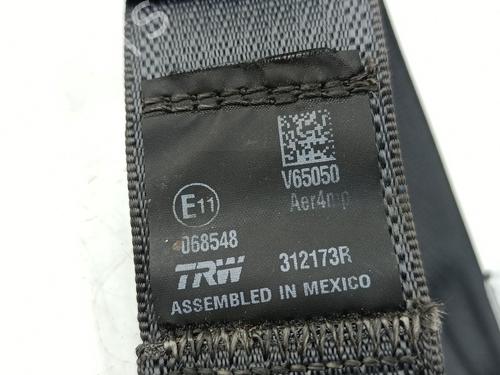 V65050
E11
Aer4mp
068548
TRW
312173R
ASSEMBLED IN MEXICO